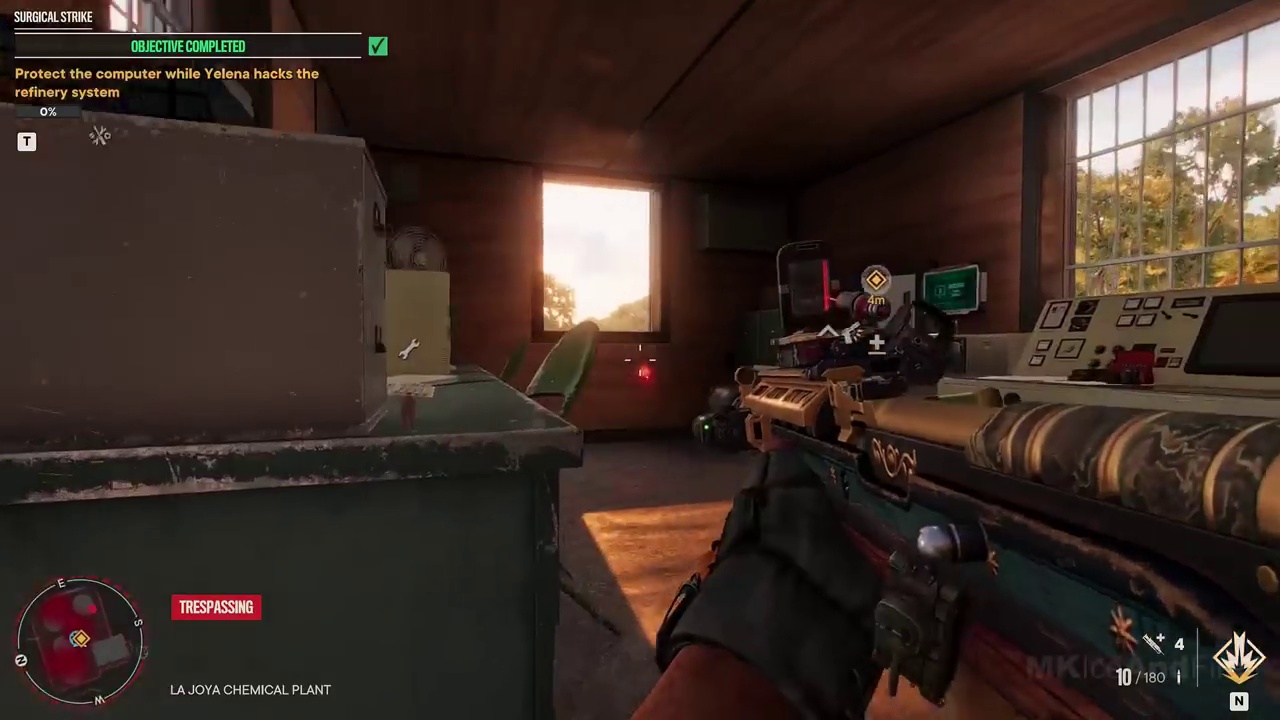 SURGICAL STRIKE
OBJECTIVE COMPLETED
Protect the computer while Yelena hacks the
refinery system
0%
T
4m
E
S
N
W
TRESPASSING
LA JOYA CHEMICAL PLANT
4
10 / 180
N